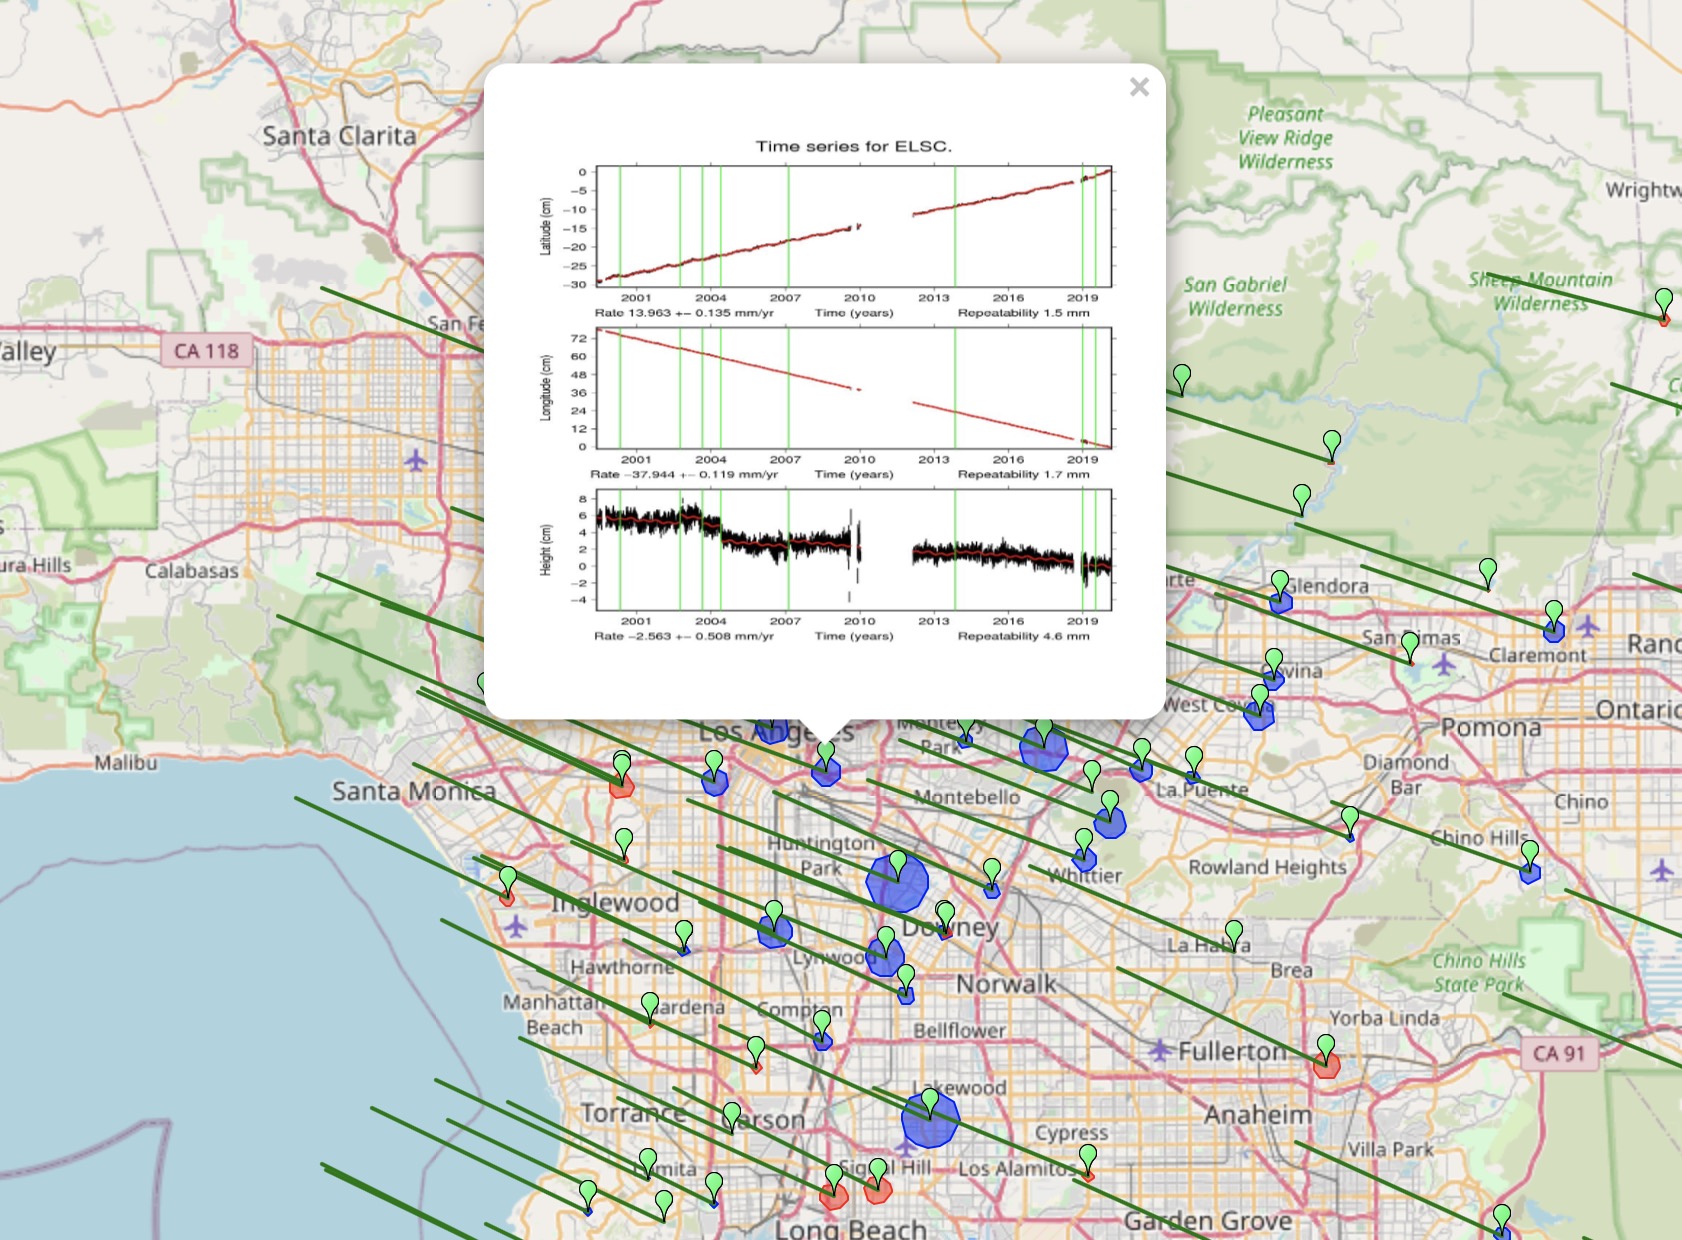 Santa Clarita
Pleasant
View Ridge
Wilderness
Wrightw
San Gabriel
Wilderness
Sheep Mountain
Wilderness
San Fe
CA 118
alley
×
Time series for ELSC.
Latitude (cm)
0
−5
−10
−15
−20
−25
−30
2001 2004 2007 2010 2013 2016 2019
Rate 13.963 +− 0.135 mm/yr Time (years) Repeatability 1.5 mm
Longitude (cm)
72
60
48
36
24
12
0
2001 2004 2007 2010 2013 2016 2019
Rate −37.944 +− 0.119 mm/yr Time (years) Repeatability 1.7 mm
Height (cm)
8
6
4
2
0
−2
−4
2001 2004 2007 2010 2013 2016 2019
Rate −2.563 +− 0.508 mm/yr Time (years) Repeatability 4.6 mm
ura Hills
Calabasas
arte
Glendora
San Dimas
Claremont
Ranc
Covina
West Covina
Ontaric
Pomona
Los Angeles
Monterey
Park
Malibu
Santa Monica
Montebello
La Puente
Diamond
Bar
Chino
Huntington
Park
Chino Hills
Whittier
Rowland Heights
Inglewood
Downey
La Habra
Lynwood
Hawthorne
Brea
Chino Hills
State Park
Norwalk
Manhattan
Beach
Gardena
Compton
Bellflower
Yorba Linda
Fullerton
CA 91
Lakewood
Torrance
Carson
Anaheim
Cypress
Villa Park
Lomita
Signal Hill
Los Alamitos
Long Beach
Garden Grove